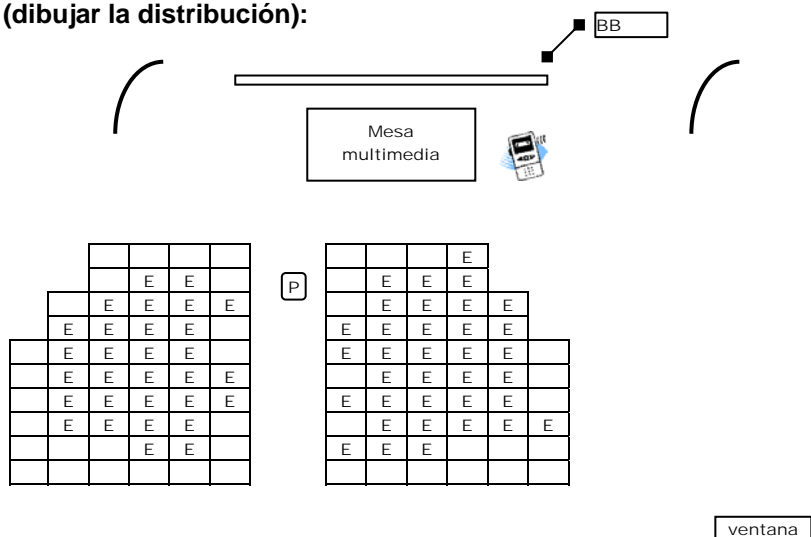 (dibujar la distribución):
BB
Mesa
multimedia
E
E E P E E E
E E E E E E E E
E E E E E E E E E
E E E E E E E E E
E E E E E E E E E
E E E E E E E E E E
E E E E E E E E E
E E E E E
ventana